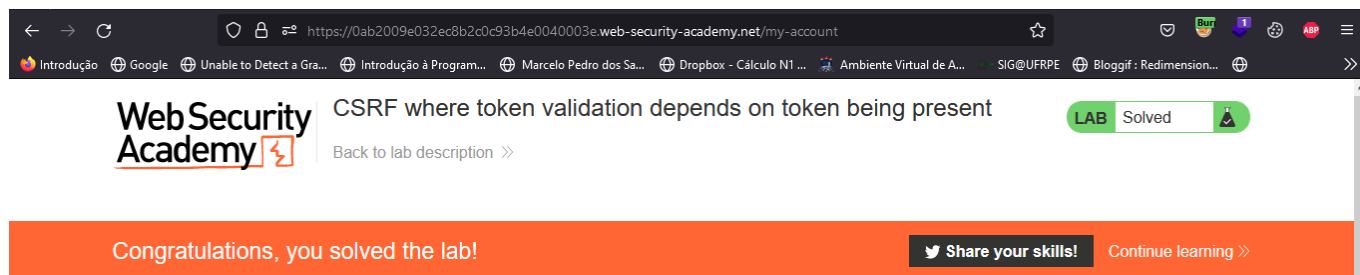 https://0ab2009e032ec8b2c0c93b4e0040003e.web-security-academy.net/my-account
Bur
1
ABP
Introdução Google Unable to Detect a Gra... Introdução à Program... Marcelo Pedro dos Sa... Dropbox - Cálculo N1 ... Ambiente Virtual de A... SIG@UFRPE Bloggif : Redimension...
Web Security
Academy
CSRF where token validation depends on token being present
Back to lab description
LAB Solved
Congratulations, you solved the lab!
Share your skills!
Continue learning